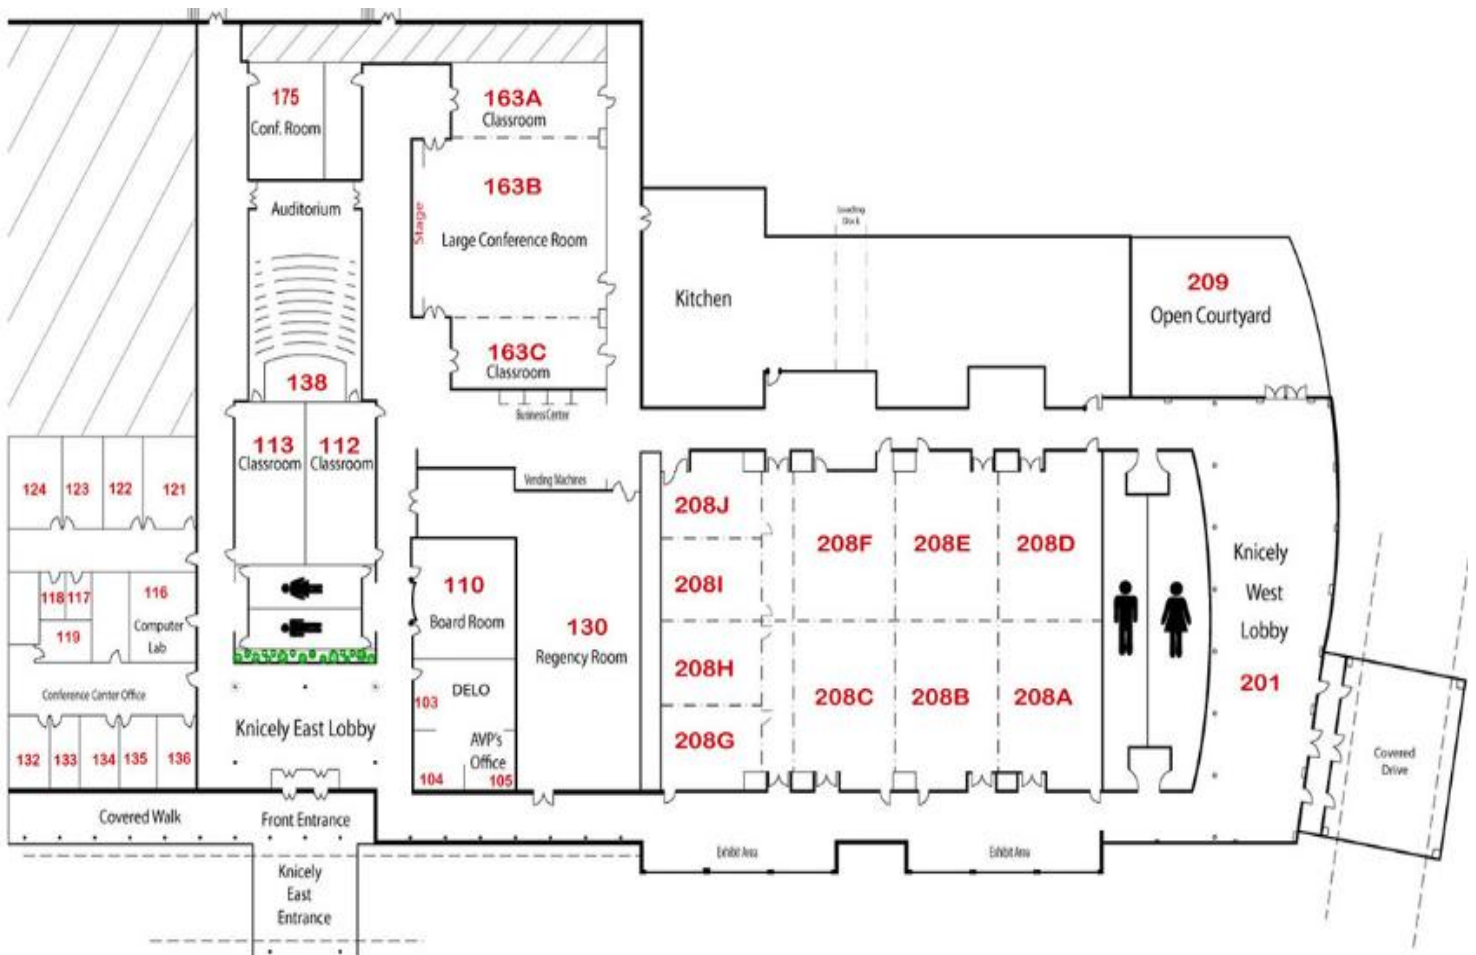 175
Conf. Room
163A
Classroom
163B
Large Conference Room
Stage
Auditorium
Loading
Dock
209
Open Courtyard
Kitchen
163C
Classroom
138
Business Center
113
Classroom
112
Classroom
Vending Machines
124
123
122
121
208J
208F
208E
208D
Knicely
West
Lobby
201
208I
118
117
116
Computer
Lab
119
110
Board Room
130
Regency Room
208H
208C
208B
208A
Conference Center Office
103
DELO
Knicely East Lobby
AVP's
Office
208G
132
133
134
135
136
104
105
Covered
Drive
Covered Walk
Front Entrance
Exhibit Area
Exhibit Area
Knicely
East
Entrance